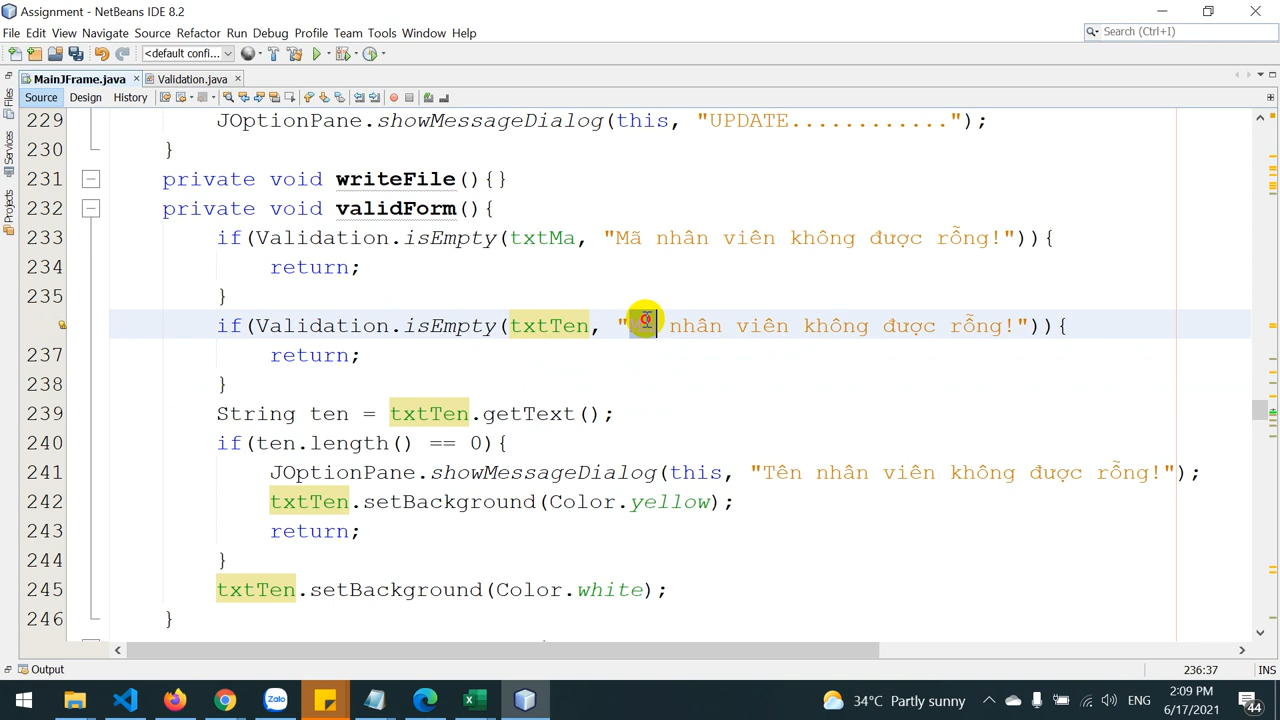 Assignment - NetBeans IDE 8.2
File Edit View Navigate Source Refactor Run Debug Profile Team Tools Window Help
Search (Ctrl+I)
<default confi...
MainJFrame.java Validation.java
Source Design History
Files
Services
Projects
229 JOptionPane.showMessageDialog(this, "UPDATE............");
230 }
231 private void writeFile(){}
232 private void validForm(){
233 if(Validation.isEmpty(txtMa, "Mã nhân viên không được rỗng!")){
234 return;
235 }
if(Validation.isEmpty(txtTen, " nhân viên không được rỗng!")){
237 return;
238 }
239 String ten = txtTen.getText();
240 if(ten.length() == 0){
241 JOptionPane.showMessageDialog(this, "Tên nhân viên không được rỗng!");
242 txtTen.setBackground(Color.yellow);
243 return;
244 }
245 txtTen.setBackground(Color.white);
246 }
Output
236:37 INS
Zalo
34°C Partly sunny
ENG
2:09 PM
6/17/2021
44